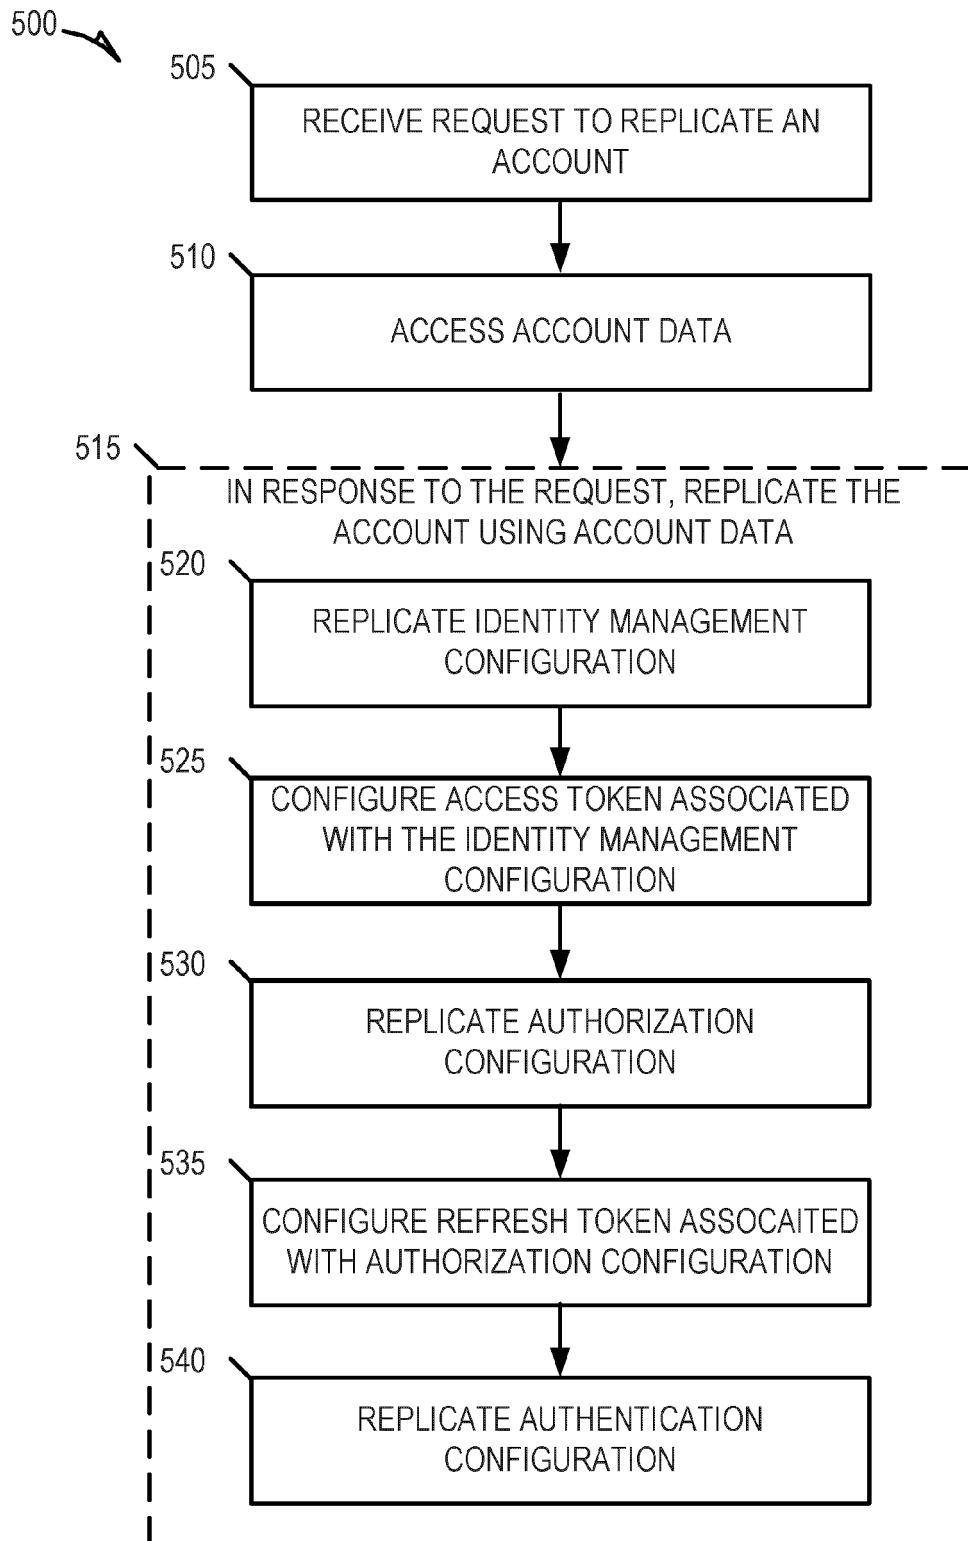 500
505
RECEIVE REQUEST TO REPLICATE AN
ACCOUNT
510
ACCESS ACCOUNT DATA
515
IN RESPONSE TO THE REQUEST, REPLICATE THE
ACCOUNT USING ACCOUNT DATA
520
REPLICATE IDENTITY MANAGEMENT
CONFIGURATION
525
CONFIGURE ACCESS TOKEN ASSOCIATED
WITH THE IDENTITY MANAGEMENT
CONFIGURATION
530
REPLICATE AUTHORIZATION
CONFIGURATION
535
CONFIGURE REFRESH TOKEN ASSOCAITED
WITH AUTHORIZATION CONFIGURATION
540
REPLICATE AUTHENTICATION
CONFIGURATION